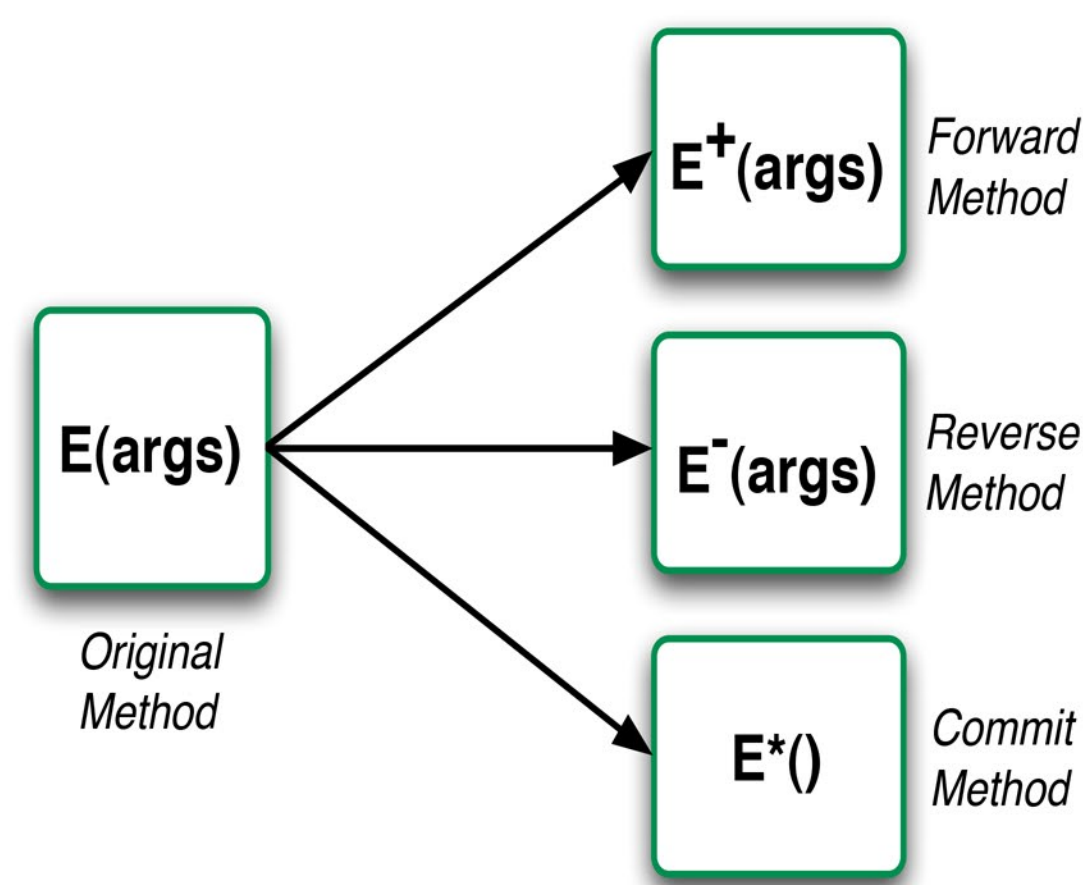 E(args)
Original
Method
E⁺(args)
Forward
Method
E⁻(args)
Reverse
Method
E*()
Commit
Method